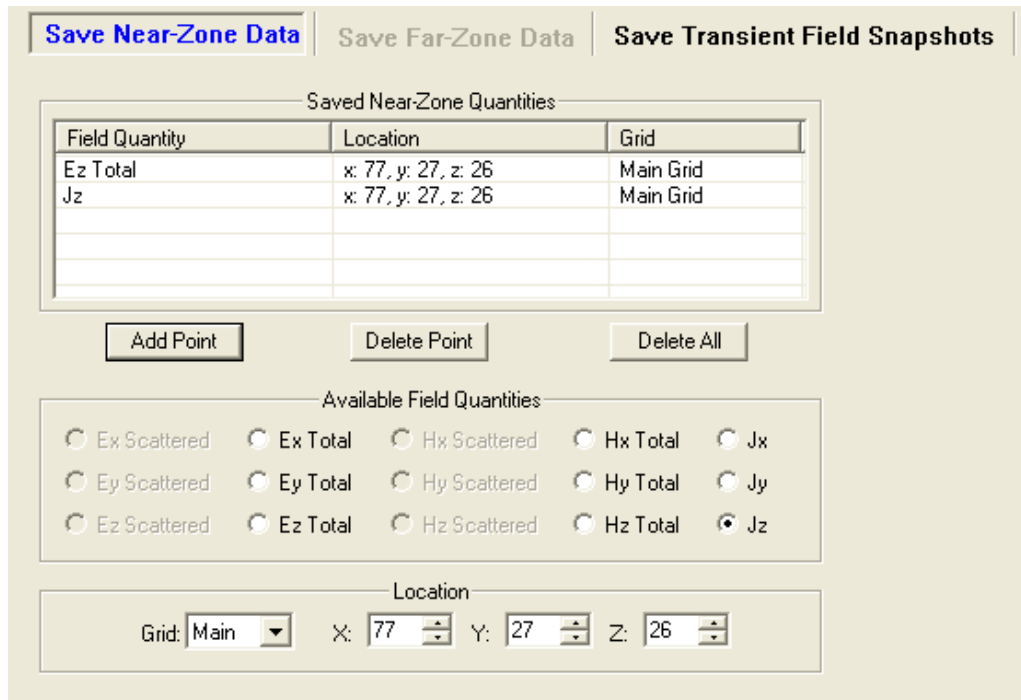 Save Near-Zone Data Save Far-Zone Data Save Transient Field Snapshots
Saved Near-Zone Quantities
Field Quantity Location Grid
Ez Total x: 77, y: 27, z: 26 Main Grid
Jz x: 77, y: 27, z: 26 Main Grid
Add Point Delete Point Delete All
Available Field Quantities
Ex Scattered Ex Total Hx Scattered Hx Total Jx
Ey Scattered Ey Total Hy Scattered Hy Total Jy
Ez Scattered Ez Total Hz Scattered Hz Total Jz
Location
Grid: Main X: 77 Y: 27 Z: 26